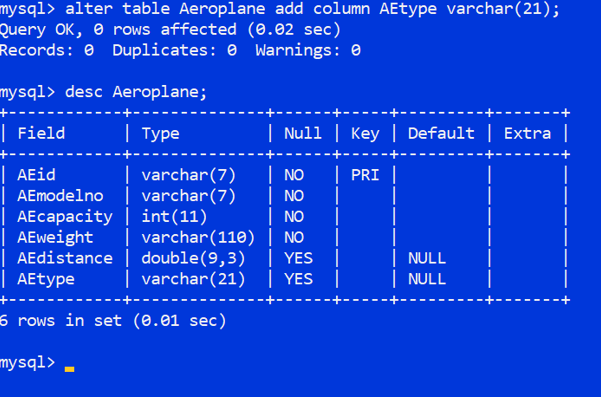 mysql> alter table Aeroplane add column AEtype varchar(21);
Query OK, 0 rows affected (0.02 sec)
Records: 0  Duplicates: 0  Warnings: 0

mysql> desc Aeroplane;
+------------+--------------+------+-----+---------+-------+
| Field      | Type         | Null | Key | Default | Extra |
+------------+--------------+------+-----+---------+-------+
| AEid       | varchar(7)   | NO   | PRI |         |       |
| AEmodelno  | varchar(7)   | NO   |     |         |       |
| AEcapacity | int(11)      | NO   |     |         |       |
| AEweight   | varchar(110) | NO   |     |         |       |
| AEdistance | double(9,3)  | YES  |     | NULL    |       |
| AEtype     | varchar(21)  | YES  |     | NULL    |       |
+------------+--------------+------+-----+---------+-------+
6 rows in set (0.01 sec)

mysql> _